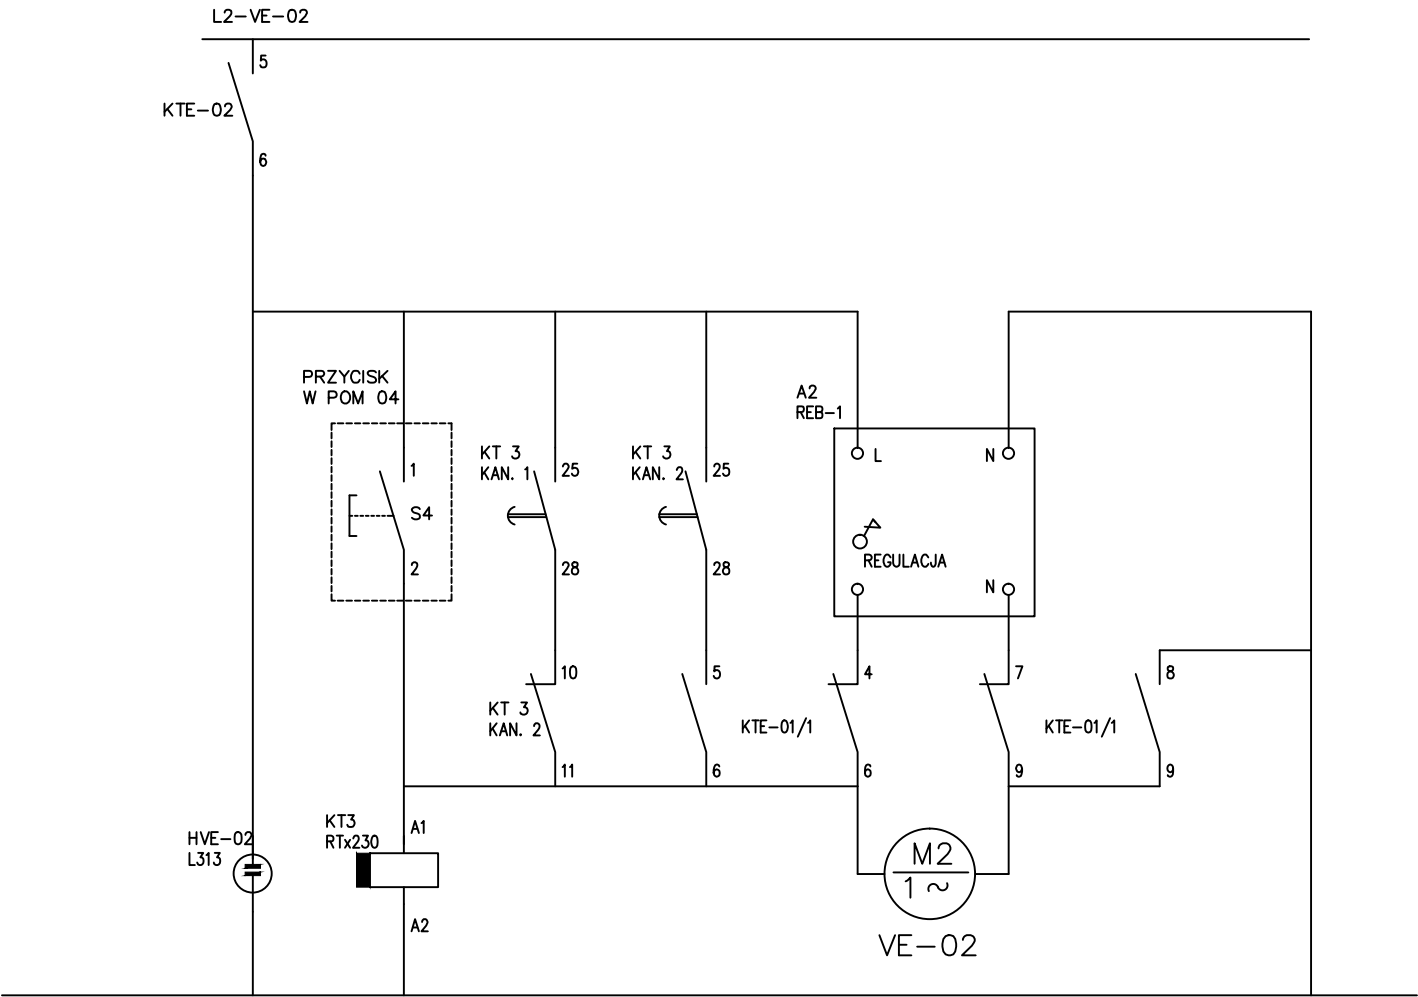 L2-VE-02
5
KTE-02
6
PRZYCISK
W POM 04
1
S4
2
KT 3
KAN. 1
25
28
KT 3
KAN. 2
25
28
A2
REB-1
L
N
REGULACJA
N
10
KT 3
KAN. 2
11
5
6
KTE-01/1
4
6
7
9
KTE-01/1
8
9
HVE-02
L313
KT3
RTx230
A1
A2
M2
1 ~
VE-02